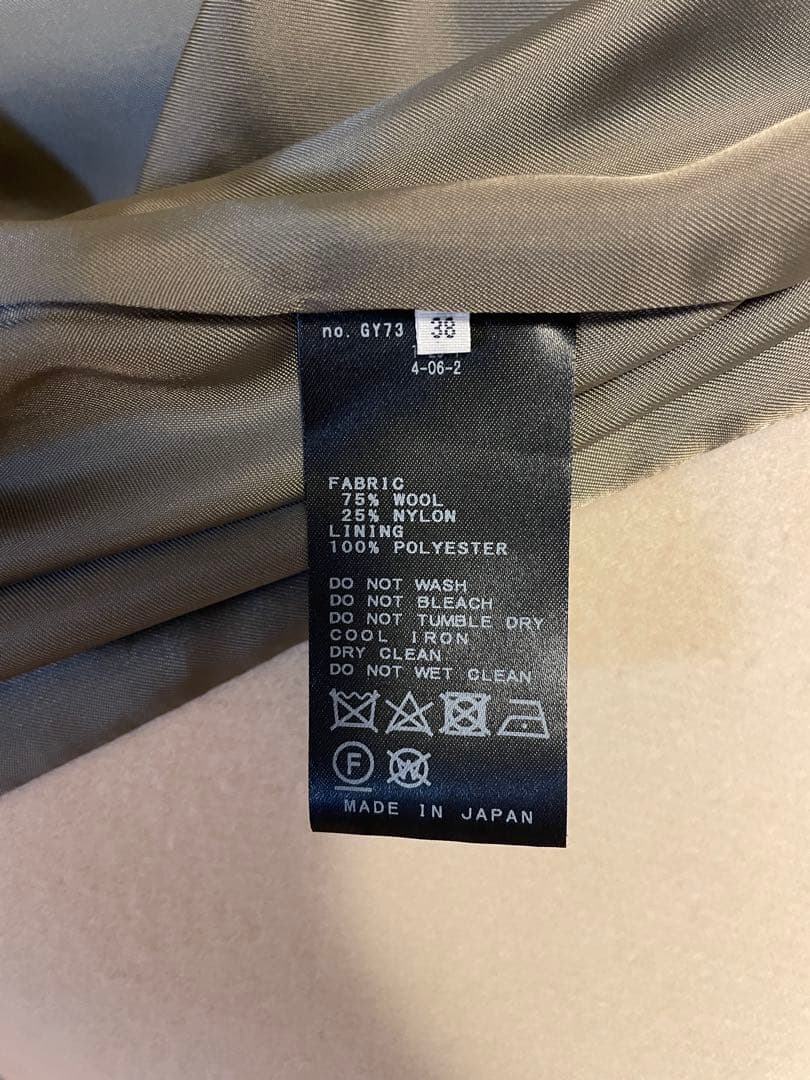 no. GY73 38
4-06-2
FABRIC
75% WOOL
25% NYLON
LINING
100% POLYESTER
DO NOT WASH
DO NOT BLEACH
DO NOT TUMBLE DRY
COOL IRON
DRY CLEAN
DO NOT WET CLEAN
F W
MADE IN JAPAN